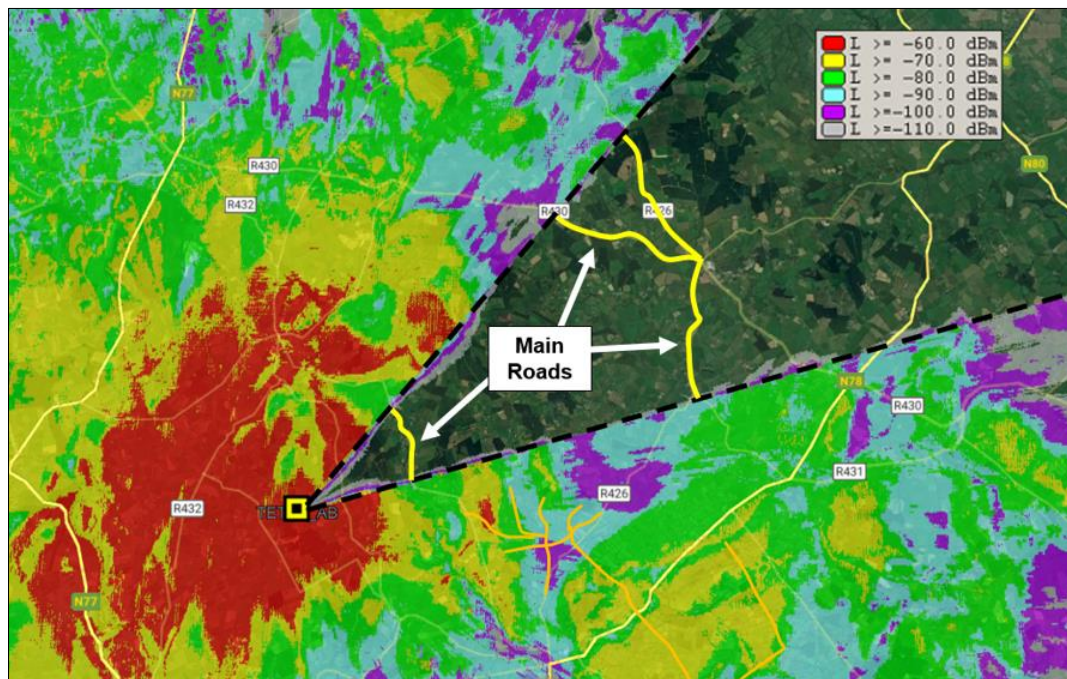 L >= -60.0 dBm
L >= -70.0 dBm
L >= -80.0 dBm
L >= -90.0 dBm
L >=-100.0 dBm
L >=-110.0 dBm
N77
R430
N80
R432
R430
R426
Main
Roads
N78
R430
R431
R426
R432
N77